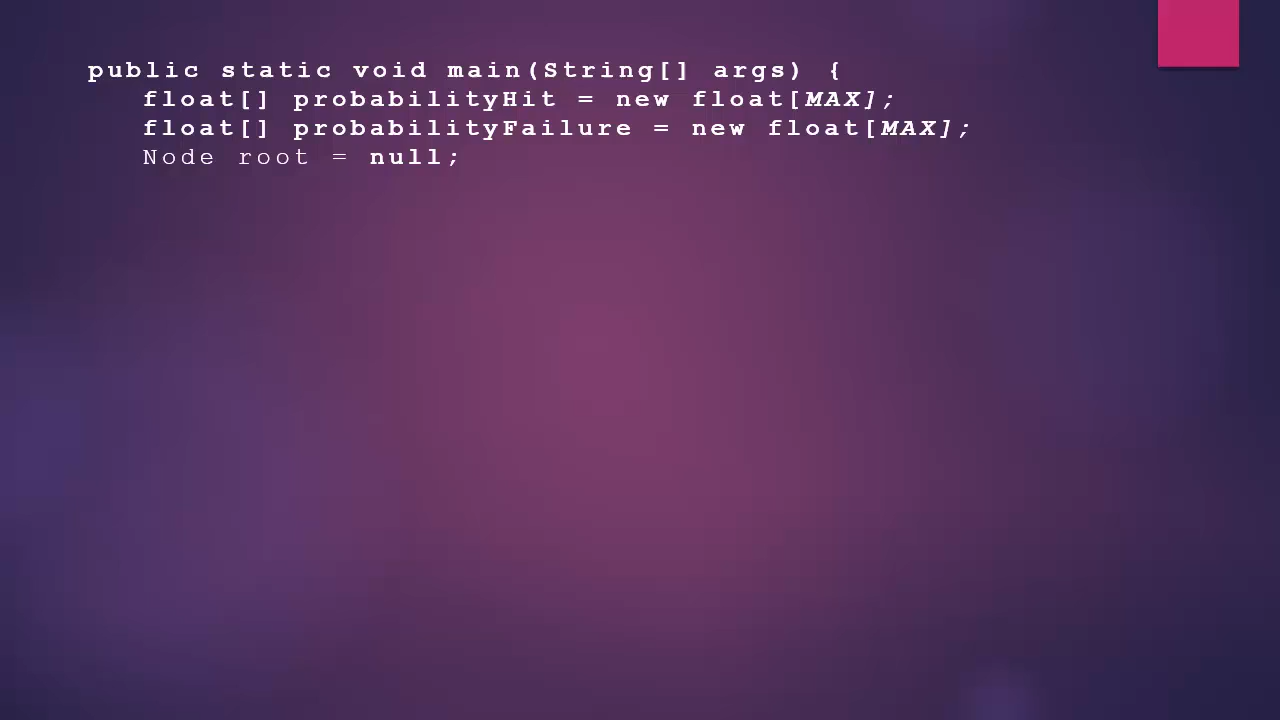 public static void main(String[] args) {
float[] probabilityHit = new float[MAX];
float[] probabilityFailure = new float[MAX];
Node root = null;